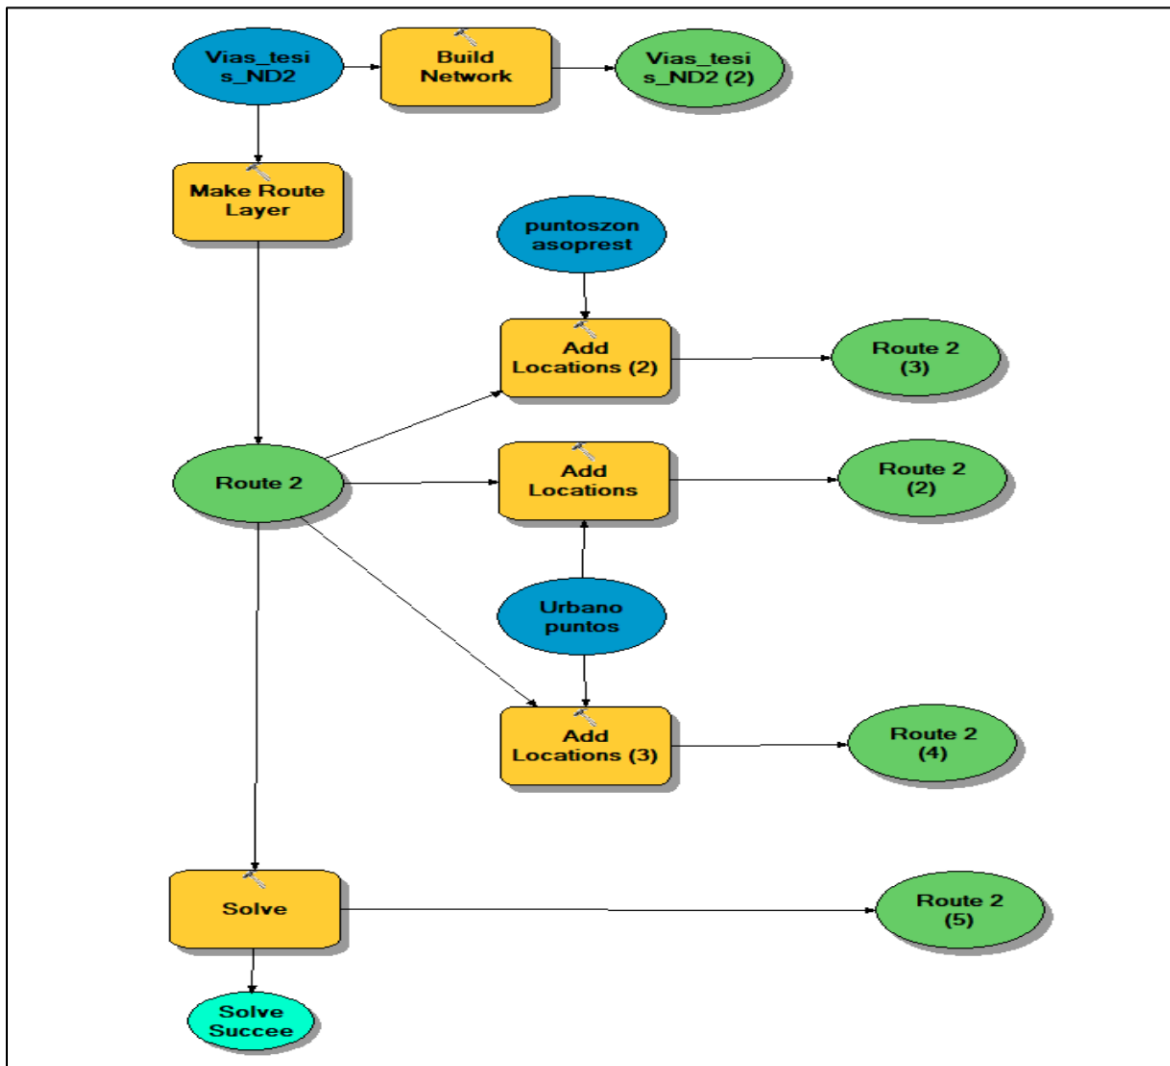 Vias_tesi
s_ND2
Build
Network
Vias_tesi
s_ND2 (2)
Make Route
Layer
puntoszon
asoprest
Add
Locations (2)
Route 2
(3)
Route 2
Add
Locations
Route 2
(2)
Urbano
puntos
Add
Locations (3)
Route 2
(4)
Solve
Route 2
(5)
Solve
Succee